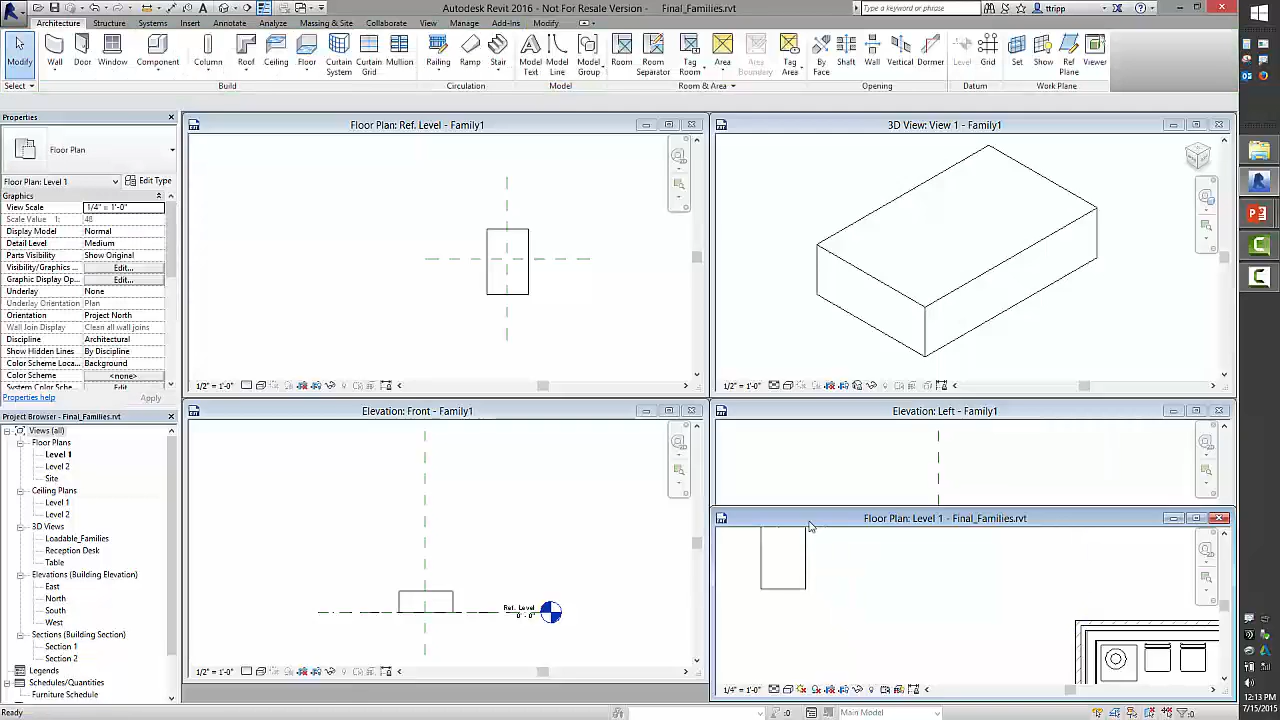 Autodesk Revit 2016 - Not For Resale Version - Final_Families.rvt
Type a keyword or phrase
ttripp
Architecture Structure Systems Insert Annotate Analyze Massing & Site Collaborate View Manage Add-Ins Modify
Modify Wall Door Window Component Column Roof Ceiling Floor Curtain System Curtain Grid Mullion Railing Ramp Stair Model Text Model Line Model Group Room Room Separator Tag Room Area Area Boundary Tag Area By Face Shaft Wall Vertical Dormer Level Grid Set Show Ref Plane Viewer
Select Build Circulation Model Room & Area Opening Datum Work Plane
Properties
Floor Plan
Floor Plan: Level 1 Edit Type
Graphics
View Scale 1/4" = 1'-0"
Scale Value 1: 48
Display Model Normal
Detail Level Medium
Parts Visibility Show Original
Visibility/Graphics ... Edit...
Graphic Display Op... Edit...
Underlay None
Underlay Orientation Plan
Orientation Project North
Wall Join Display Clean all wall joins
Discipline Architectural
Show Hidden Lines By Discipline
Color Scheme Loca... Background
Color Scheme <none>
System Color Sche... Edit
Properties help Apply
Project Browser - Final_Families.rvt
Views (all)
Floor Plans
Level 1
Level 2
Site
Ceiling Plans
Level 1
Level 2
3D Views
Loadable_Families
Reception Desk
Table
Elevations (Building Elevation)
East
North
South
West
Sections (Building Section)
Section 1
Section 2
Legends
Schedules/Quantities
Furniture Schedule
Floor Plan: Ref. Level - Family1
1/2" = 1'-0"
3D View: View 1 - Family1
1/2" = 1'-0"
Elevation: Front - Family1
Ref. Level
0' - 0"
1/2" = 1'-0"
Elevation: Left - Family1
Floor Plan: Level 1 - Final_Families.rvt
1/4" = 1'-0"
Ready
:0
Main Model
:0
12:13 PM
7/15/2015